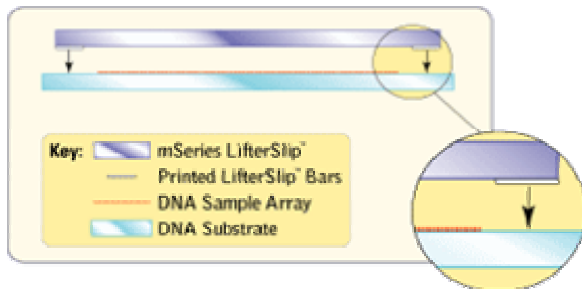 Key: mSeries LifterSlip™
Printed LifterSlip™ Bars
DNA Sample Array
DNA Substrate